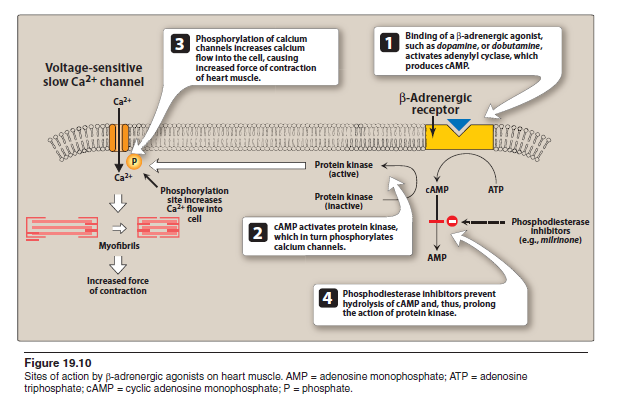 3
Phosphorylation of calcium
channels increases calcium
flow into the cell, causing
increased force of contraction
of heart muscle.
1
Binding of a β-adrenergic agonist,
such as dopamine, or dobutamine,
activates adenylyl cyclase, which
produces cAMP.
Voltage-sensitive
slow Ca2+ channel
Ca2+
β-Adrenergic
receptor
P
Ca2+
Phosphorylation
site increases
Ca2+ flow into
cell
Protein kinase
(active)
Protein kinase
(inactive)
cAMP
ATP
Myofibrils
Increased force
of contraction
2
cAMP activates protein kinase,
which in turn phosphorylates
calcium channels.
Phosphodiesterase
inhibitors
(e.g., milrinone)
AMP
4
Phosphodiesterase inhibitors prevent
hydrolysis of cAMP and, thus, prolong
the action of protein kinase.
Figure 19.10
Sites of action by β-adrenergic agonists on heart muscle. AMP = adenosine monophosphate; ATP = adenosine
triphosphate; cAMP = cyclic adenosine monophosphate; P = phosphate.